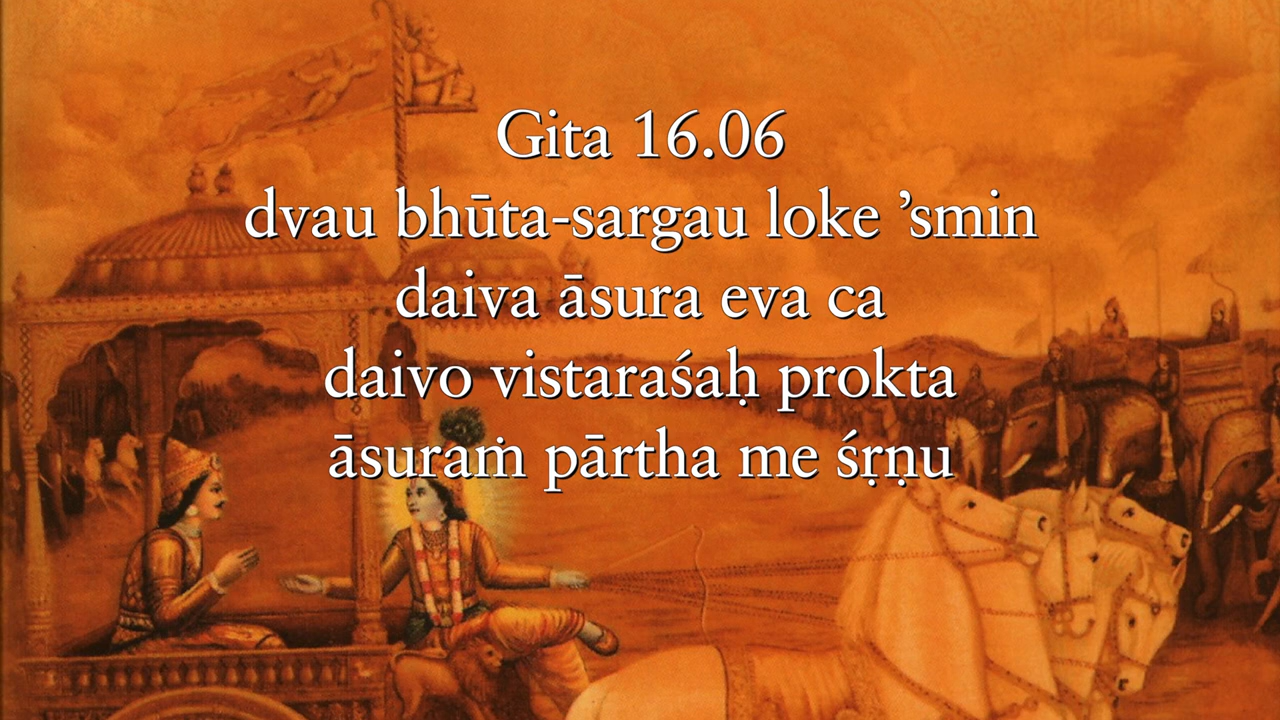 Gita 16.06
dvau bhūta-sargau loke ’smin
daiva āsura eva ca
daivo vistaraśaḥ prokta
āsuraṁ pārtha me śṛṇu